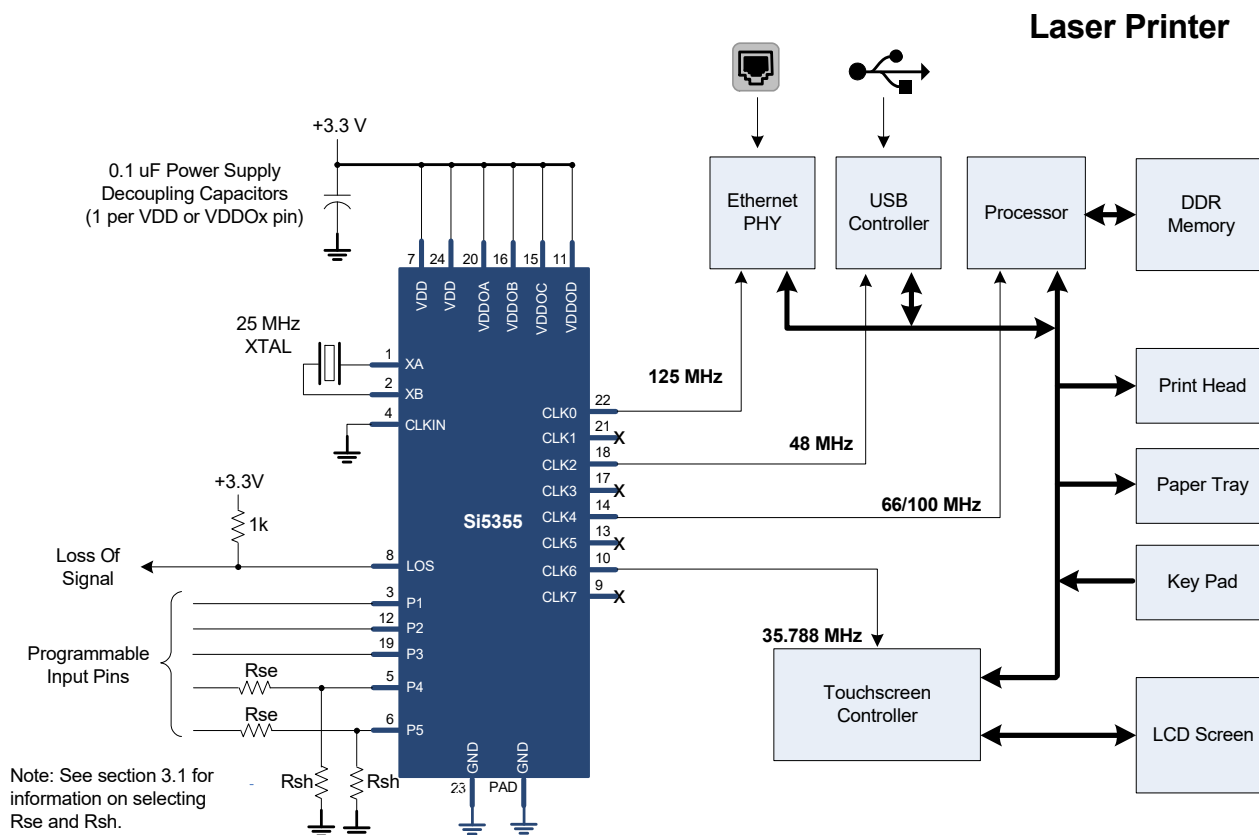 Laser Printer
+3.3 V
0.1 uF Power Supply
Decoupling Capacitors
(1 per VDD or VDDOx pin)
7
24
20
16
15
11
VDD
VDD
VDDOA
VDDOB
VDDOC
VDDOD
25 MHz
XTAL
1
XA
2
XB
4
CLKIN
+3.3V
1k
Loss Of
Signal
8
LOS
3
P1
12
P2
19
P3
Programmable
Input Pins
Rse
5
P4
Rse
6
P5
Rsh
Rsh
Note: See section 3.1 for
information on selecting
Rse and Rsh.
GND
23
GND
PAD
Si5355
CLK0
22
CLK1
21
X
CLK2
18
CLK3
17
X
CLK4
14
CLK5
13
X
CLK6
10
CLK7
9
X
125 MHz
48 MHz
66/100 MHz
35.788 MHz
Ethernet
PHY
USB
Controller
Processor
DDR
Memory
Print Head
Paper Tray
Key Pad
Touchscreen
Controller
LCD Screen